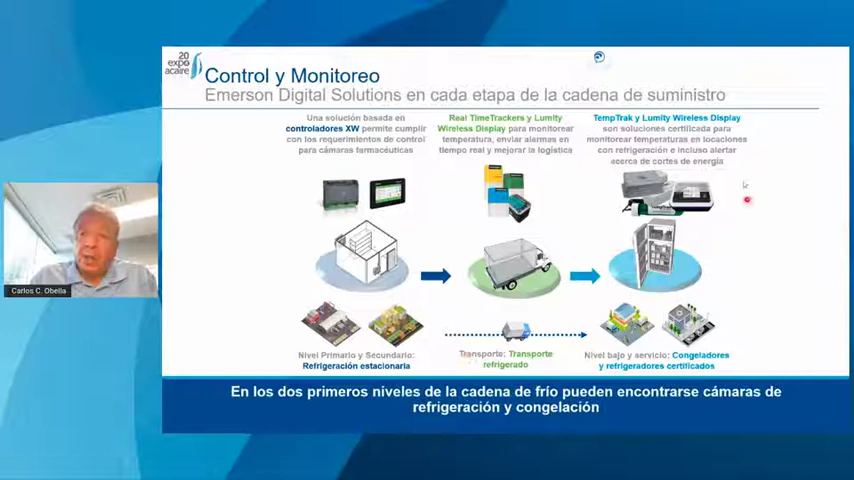 20
expo
acaire
Control y Monitoreo
Emerson Digital Solutions en cada etapa de la cadena de suministro
Una solución basada en
controladores XW permite cumplir
con los requerimientos de control
para cámaras farmacéuticas
Real TimeTrackers y Lumity
Wireless Display para monitorear
temperatura, enviar alarmas en
tiempo real y mejorar la logística
TempTrak y Lumity Wireless Display
son soluciones certificada para
monitorear temperaturas en locaciones
con refrigeración e incluso alertar
acerca de cortes de energía
Carlos C. Obella
Nivel Primario y Secundario:
Refrigeración estacionaria
Transporte: Transporte
refrigerado
Nivel bajo y servicio: Congeladores
y refrigeradores certificados
En los dos primeros niveles de la cadena de frío pueden encontrarse cámaras de
refrigeración y congelación